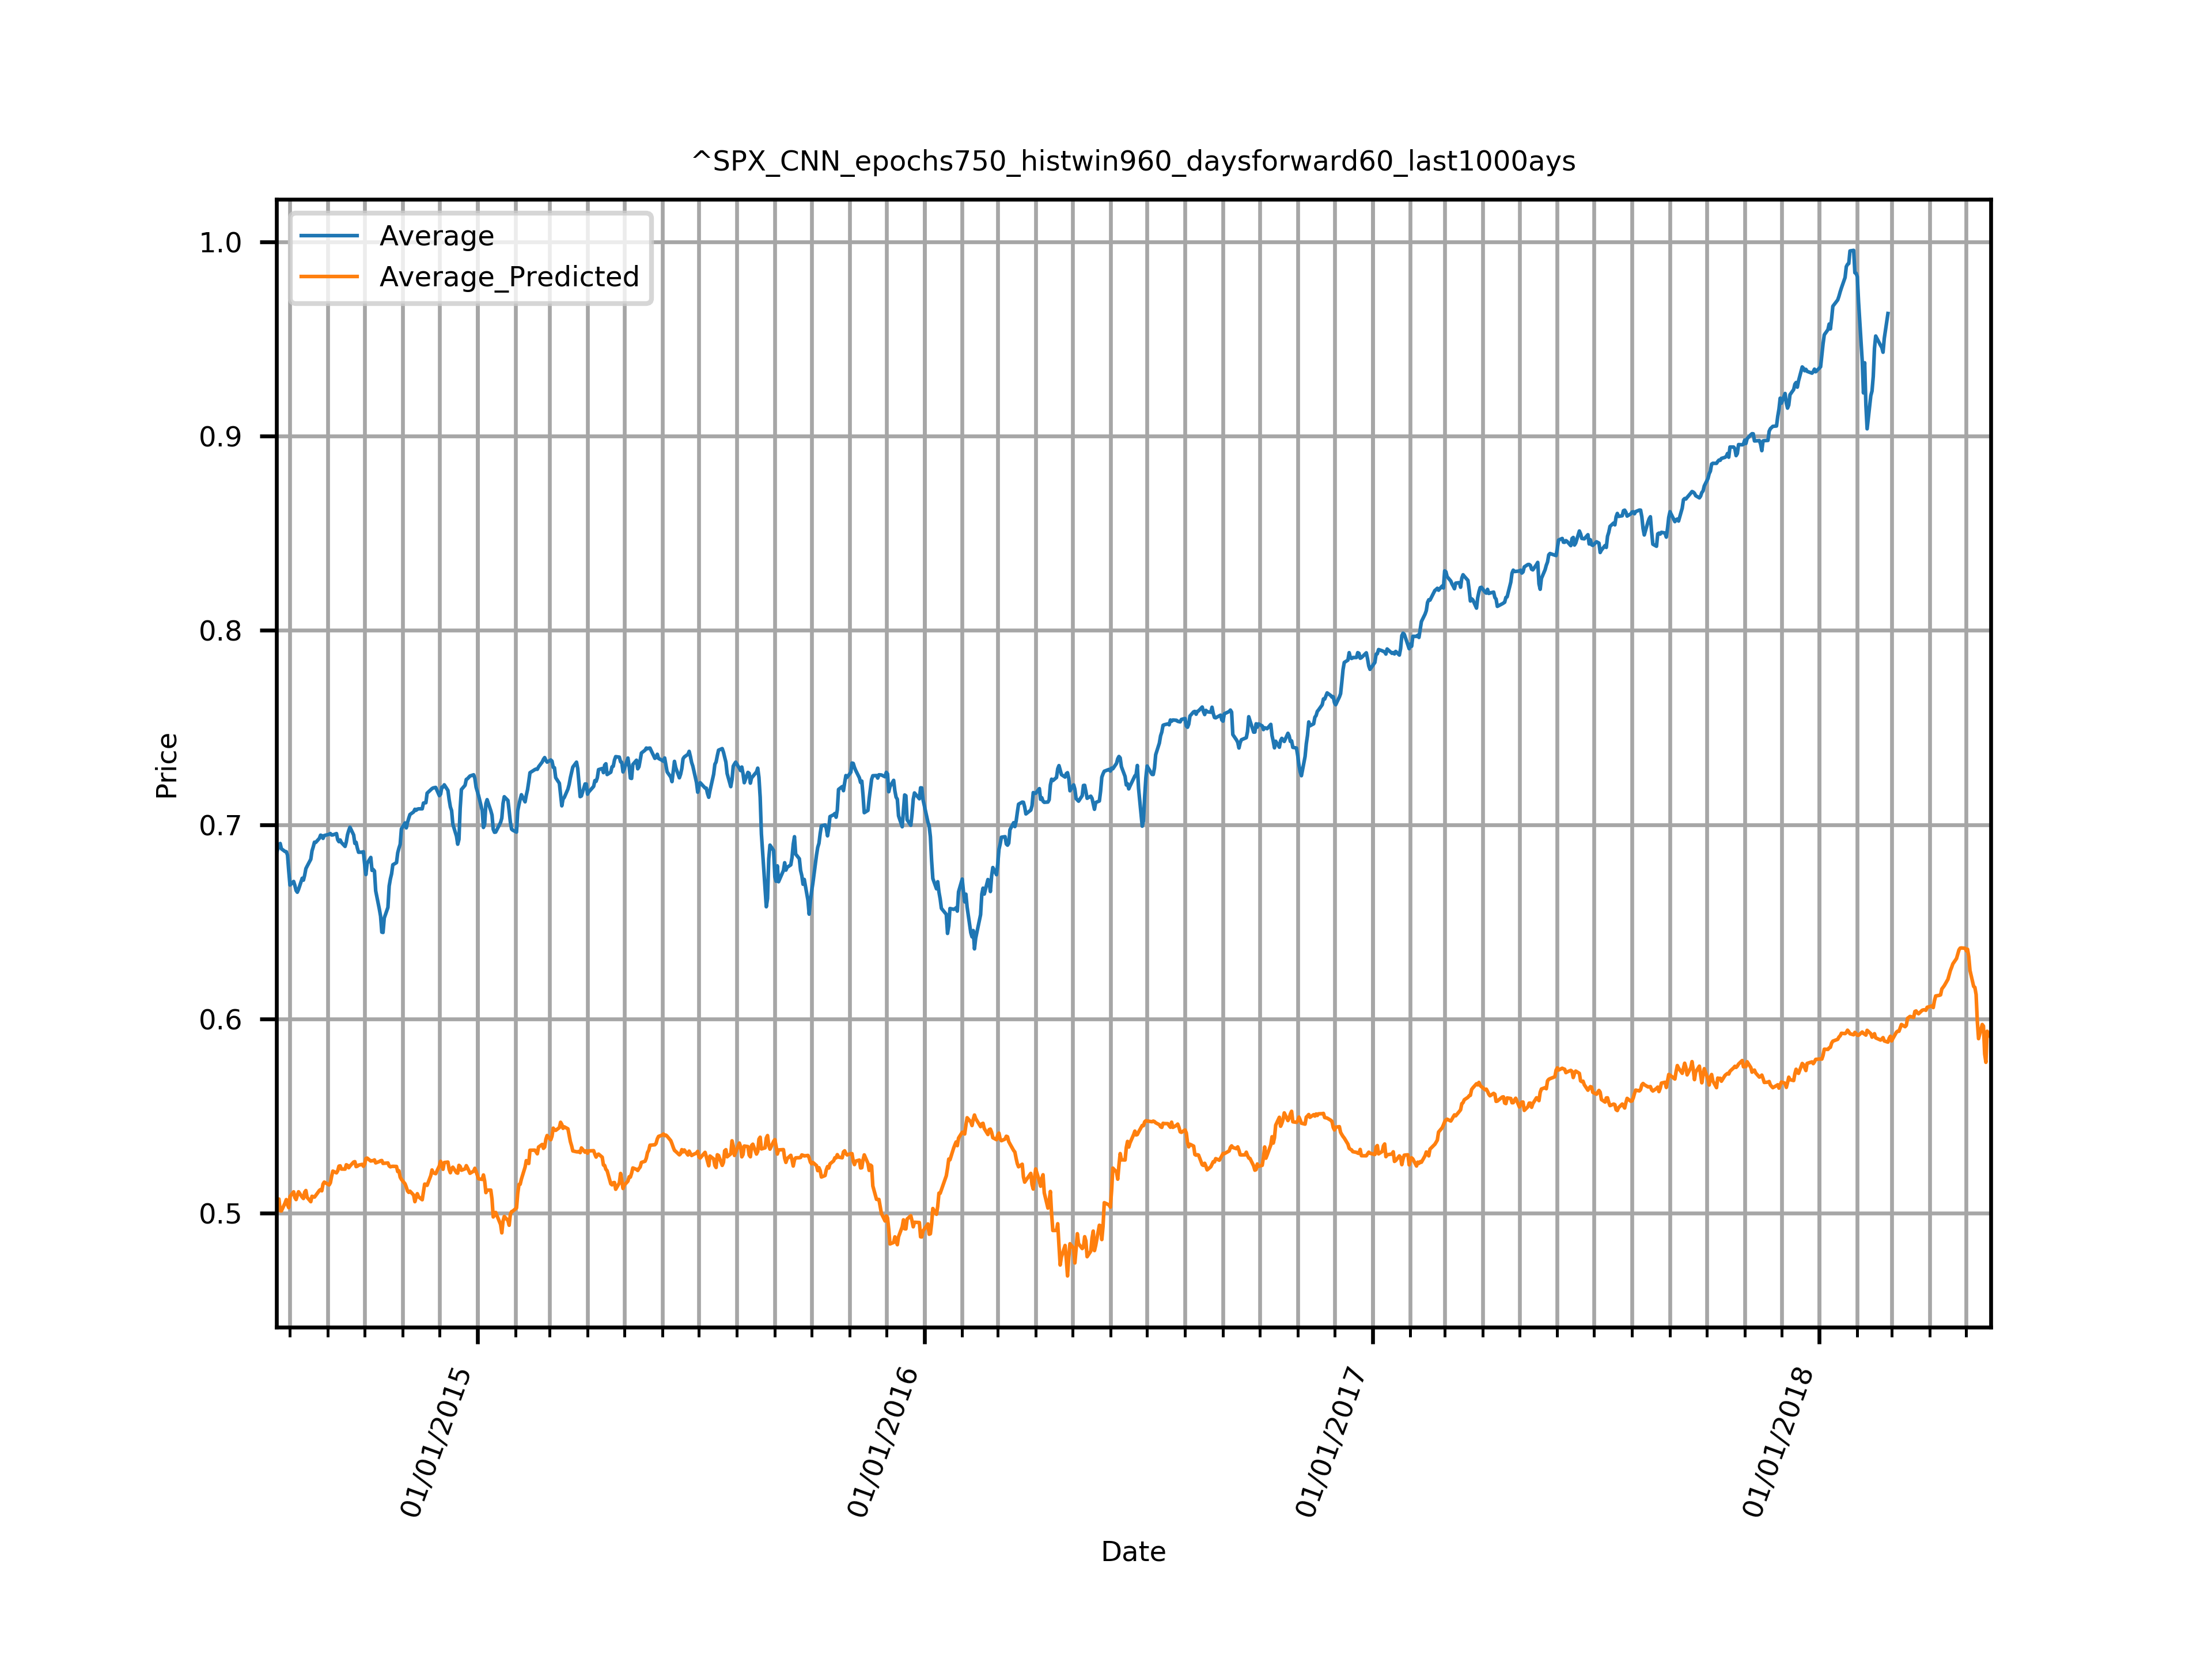 ^SPX_CNN_epochs750_histwin960_daysforward60_last1000ays
Average
Average_Predicted
1.0
0.9
0.8
0.7
0.6
0.5
Price
01/01/2015
01/01/2016
01/01/2017
01/01/2018
Date